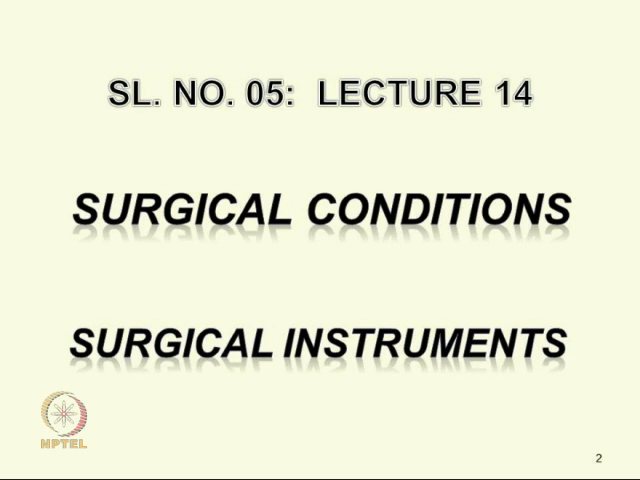 SL. NO. 05: LECTURE 14
SURGICAL CONDITIONS
SURGICAL INSTRUMENTS
NPTEL
2